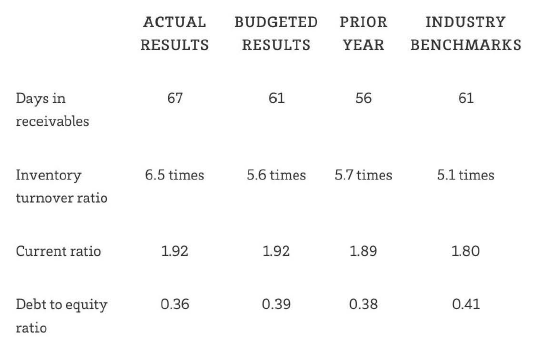 ACTUAL BUDGETED PRIOR INDUSTRY
RESULTS RESULTS YEAR BENCHMARKS
Days in 67 61 56 61
receivables
Inventory 6.5 times 5.6 times 5.7 times 5.1 times
turnover ratio
Current ratio 1.92 1.92 1.89 1.80
Debt to equity 0.36 0.39 0.38 0.41
ratio